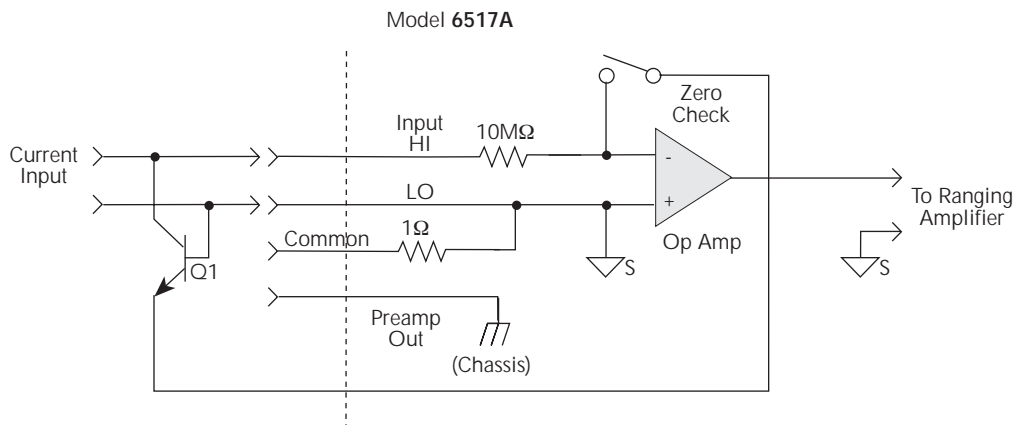 Model 6517A
Zero
Check
Input
HI
10MΩ
Current
Input
-
LO
+
To Ranging
Amplifier
1Ω
Common
Op Amp
Q1
S
S
Preamp
Out
(Chassis)